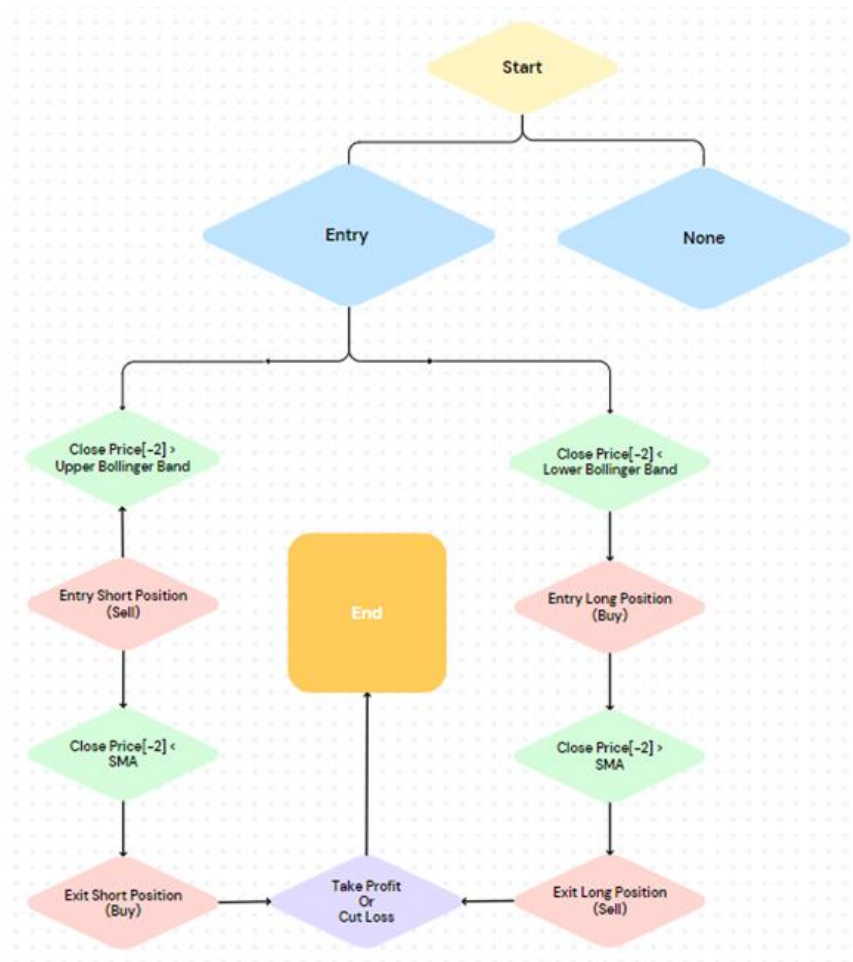 Start
Entry
None
Close Price[-2] >
Upper Bollinger Band
Close Price[-2] <
Lower Bollinger Band
Entry Short Position
(Sell)
End
Entry Long Position
(Buy)
Close Price[-2] <
SMA
Close Price[-2] >
SMA
Exit Short Position
(Buy)
Take Profit
Or
Cut Loss
Exit Long Position
(Sell)